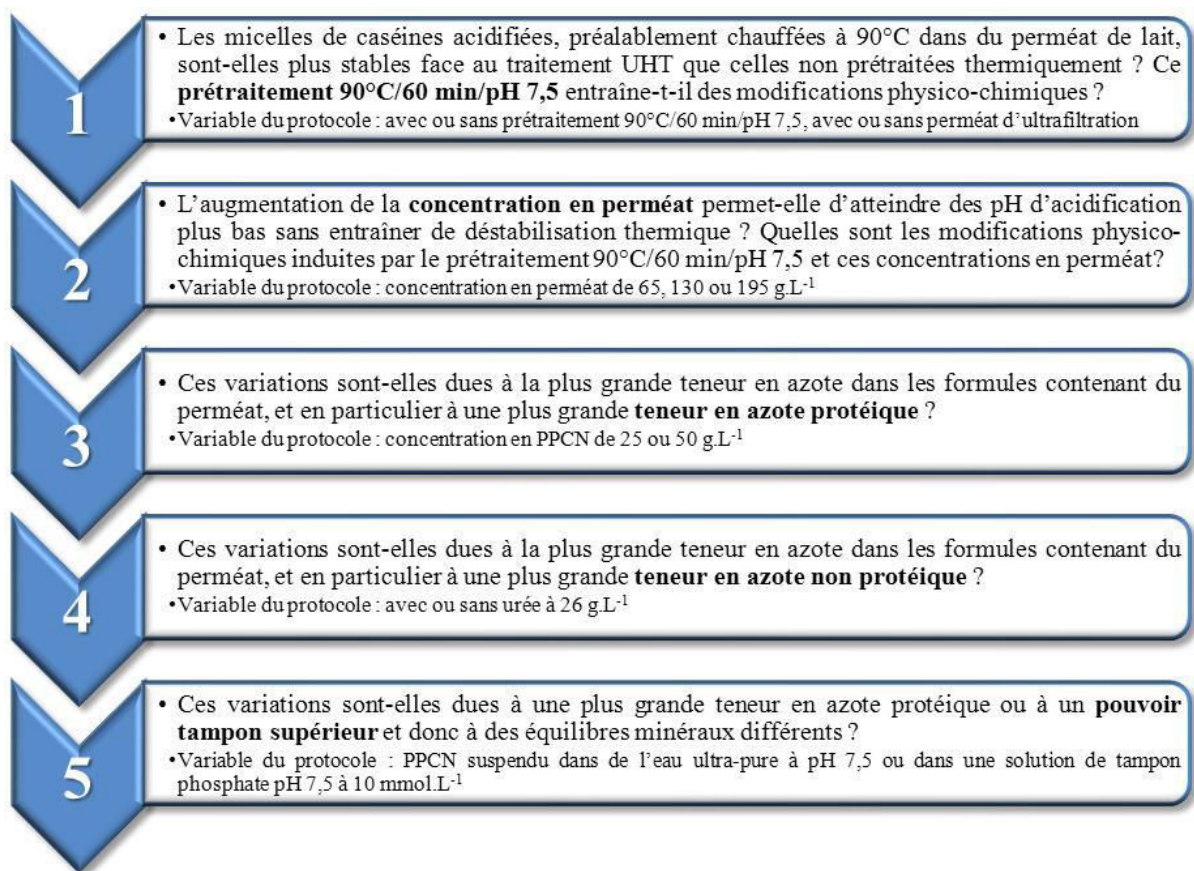 1
• Les micelles de caséines acidifiées, préalablement chauffées à 90°C dans du perméat de lait,
sont-elles plus stables face au traitement UHT que celles non prétraitées thermiquement ? Ce
prétraitement 90°C/60 min/pH 7,5 entraîne-t-il des modifications physico-chimiques ?
•Variable du protocole : avec ou sans prétraitement 90°C/60 min/pH 7,5, avec ou sans perméat d'ultrafiltration
2
• L'augmentation de la concentration en perméat permet-elle d'atteindre des pH d'acidification
plus bas sans entraîner de déstabilisation thermique ? Quelles sont les modifications physico-
chimiques induites par le prétraitement 90°C/60 min/pH 7,5 et ces concentrations en perméat?
•Variable du protocole : concentration en perméat de 65, 130 ou 195 g.L-1
3
• Ces variations sont-elles dues à la plus grande teneur en azote dans les formules contenant du
perméat, et en particulier à une plus grande teneur en azote protéique ?
•Variable du protocole : concentration en PPCN de 25 ou 50 g.L-1
4
• Ces variations sont-elles dues à la plus grande teneur en azote dans les formules contenant du
perméat, et en particulier à une plus grande teneur en azote non protéique ?
•Variable du protocole : avec ou sans urée à 26 g.L-1
5
• Ces variations sont-elles dues à une plus grande teneur en azote protéique ou à un pouvoir
tampon supérieur et donc à des équilibres minéraux différents ?
•Variable du protocole : PPCN suspendu dans de l'eau ultra-pure à pH 7,5 ou dans une solution de tampon
phosphate pH 7,5 à 10 mmol.L-1